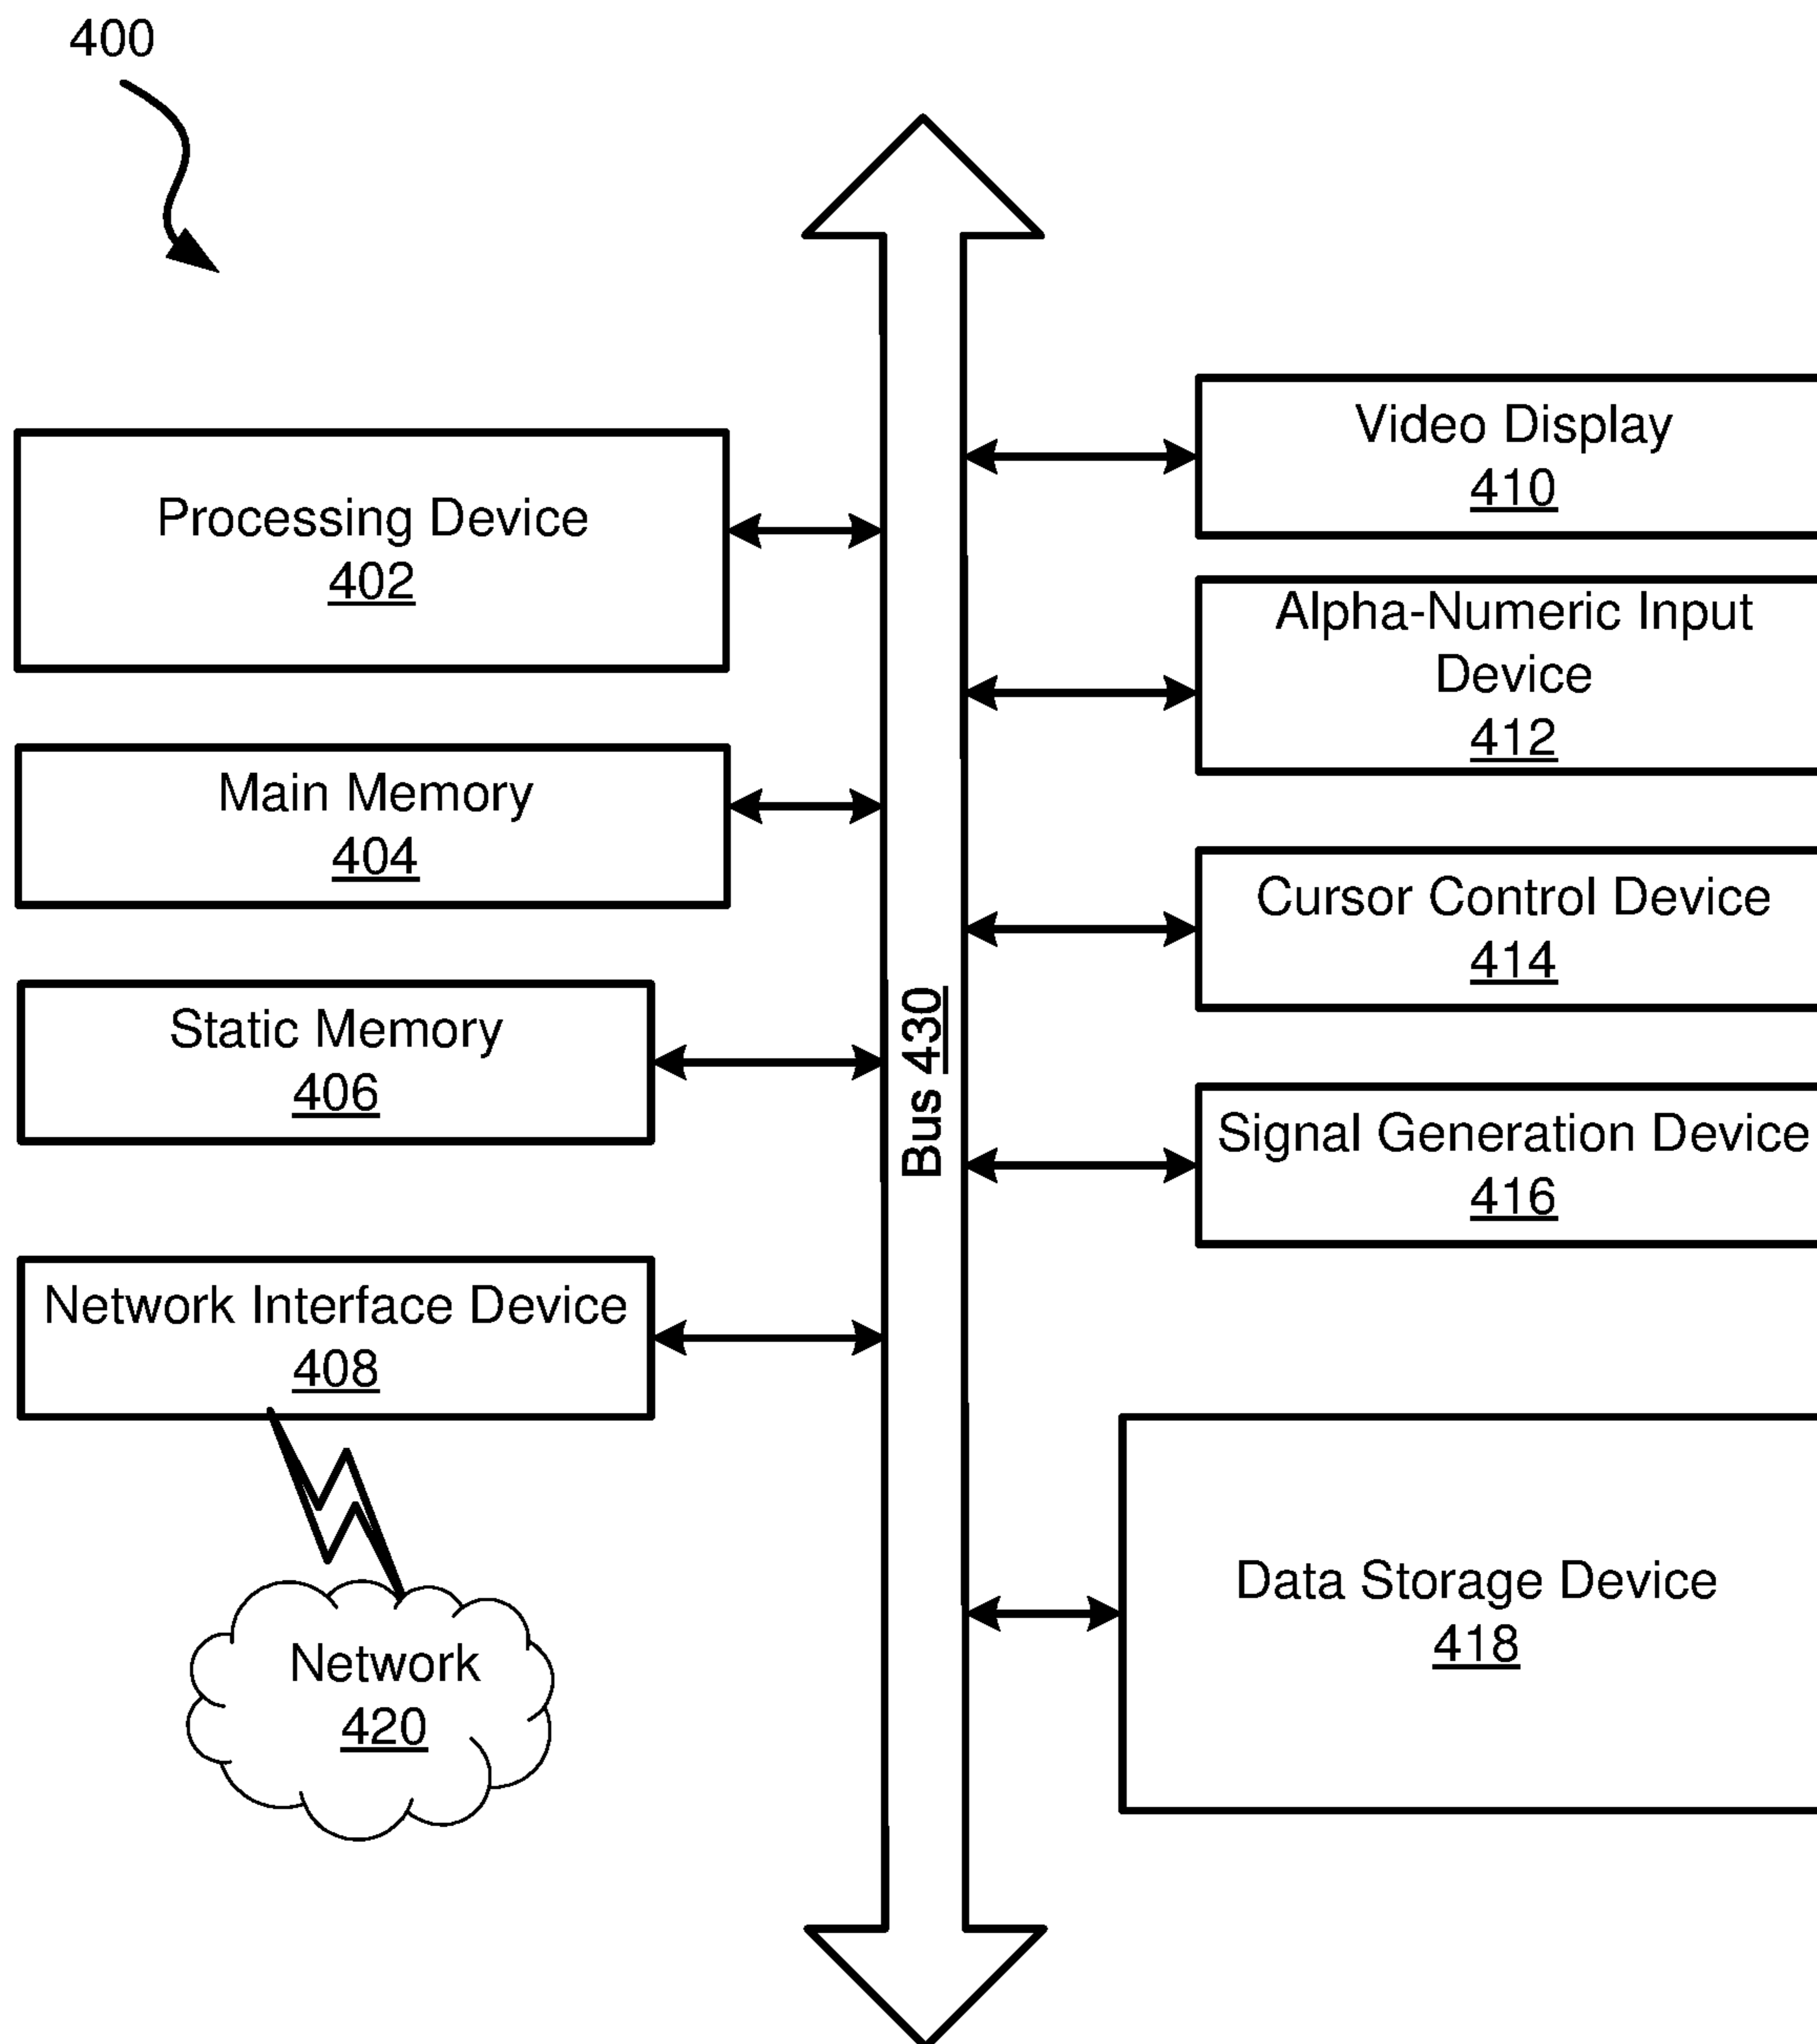 400
Processing Device
402
Main Memory
404
Static Memory
406
Network Interface Device
408
Network
420
Bus 430
Video Display
410
Alpha-Numeric Input
Device
412
Cursor Control Device
414
Signal Generation Device
416
Data Storage Device
418